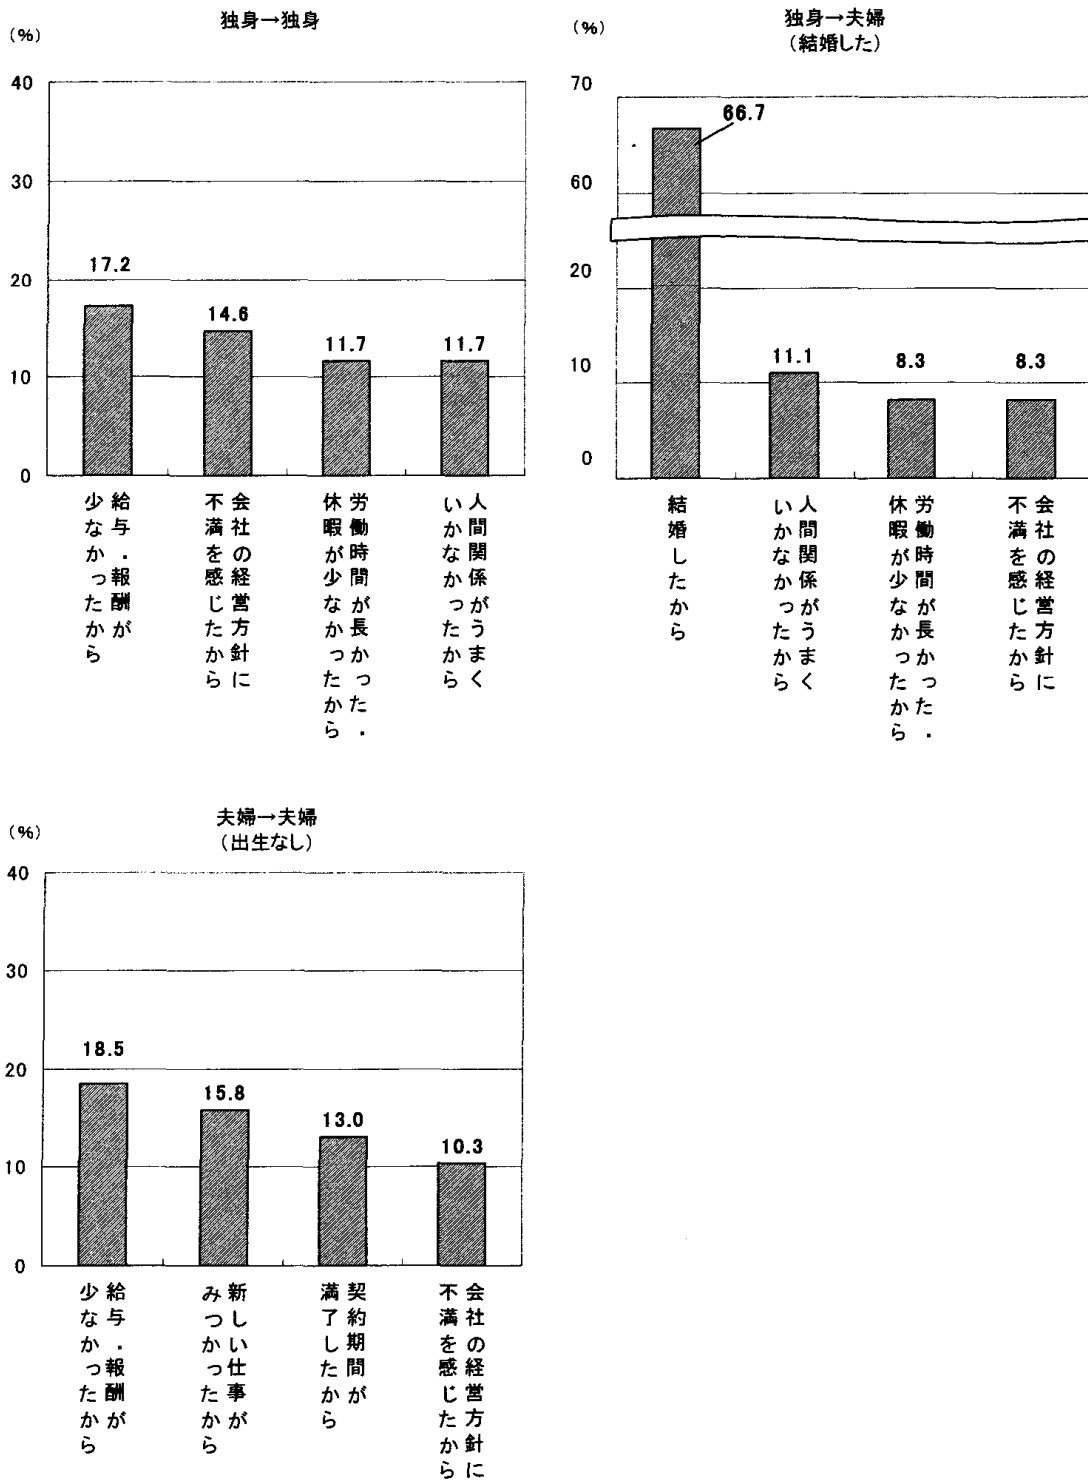 独身→独身
(%)
40
30
20
10
0
17.2
14.6
11.7
11.7
給与・報酬が
少なかったから
会社の経営方針に
不満を感じたから
労働時間が長かった・
休暇が少なかったから
人間関係がうまく
いかなかったから
独身→夫婦
(結婚した)
(%)
70
60
20
10
0
66.7
11.1
8.3
8.3
結婚したから
人間関係がうまく
いかなかったから
労働時間が長かった・
休暇が少なかったから
会社の経営方針に
不満を感じたから
夫婦→夫婦
(出生なし)
(%)
40
30
20
10
0
18.5
15.8
13.0
10.3
給与・報酬が
少なかったから
新しい仕事が
みつかったから
契約期間が
満了したから
会社の経営方針に
不満を感じたから